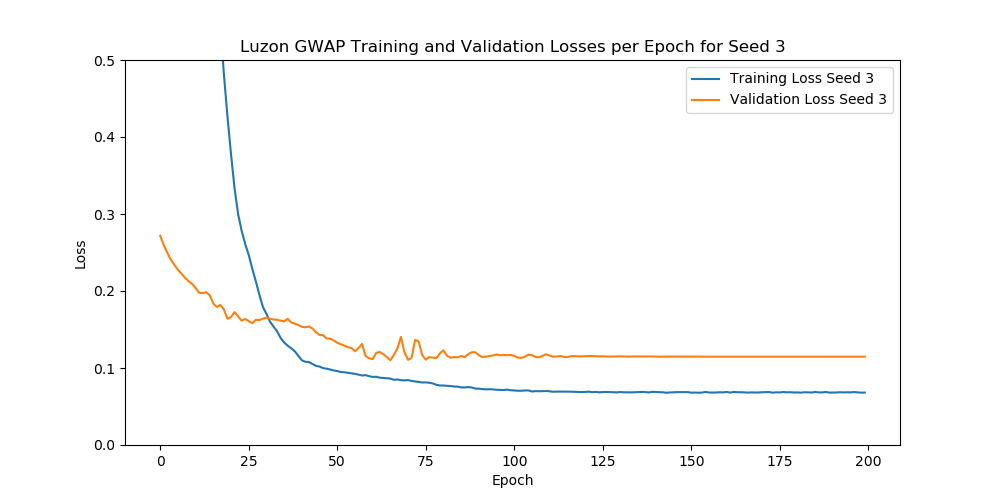 Luzon GWAP Training and Validation Losses per Epoch for Seed 3
Training Loss Seed 3
Validation Loss Seed 3
Loss
0.5
0.4
0.3
0.2
0.1
0.0
0 25 50 75 100 125 150 175 200
Epoch